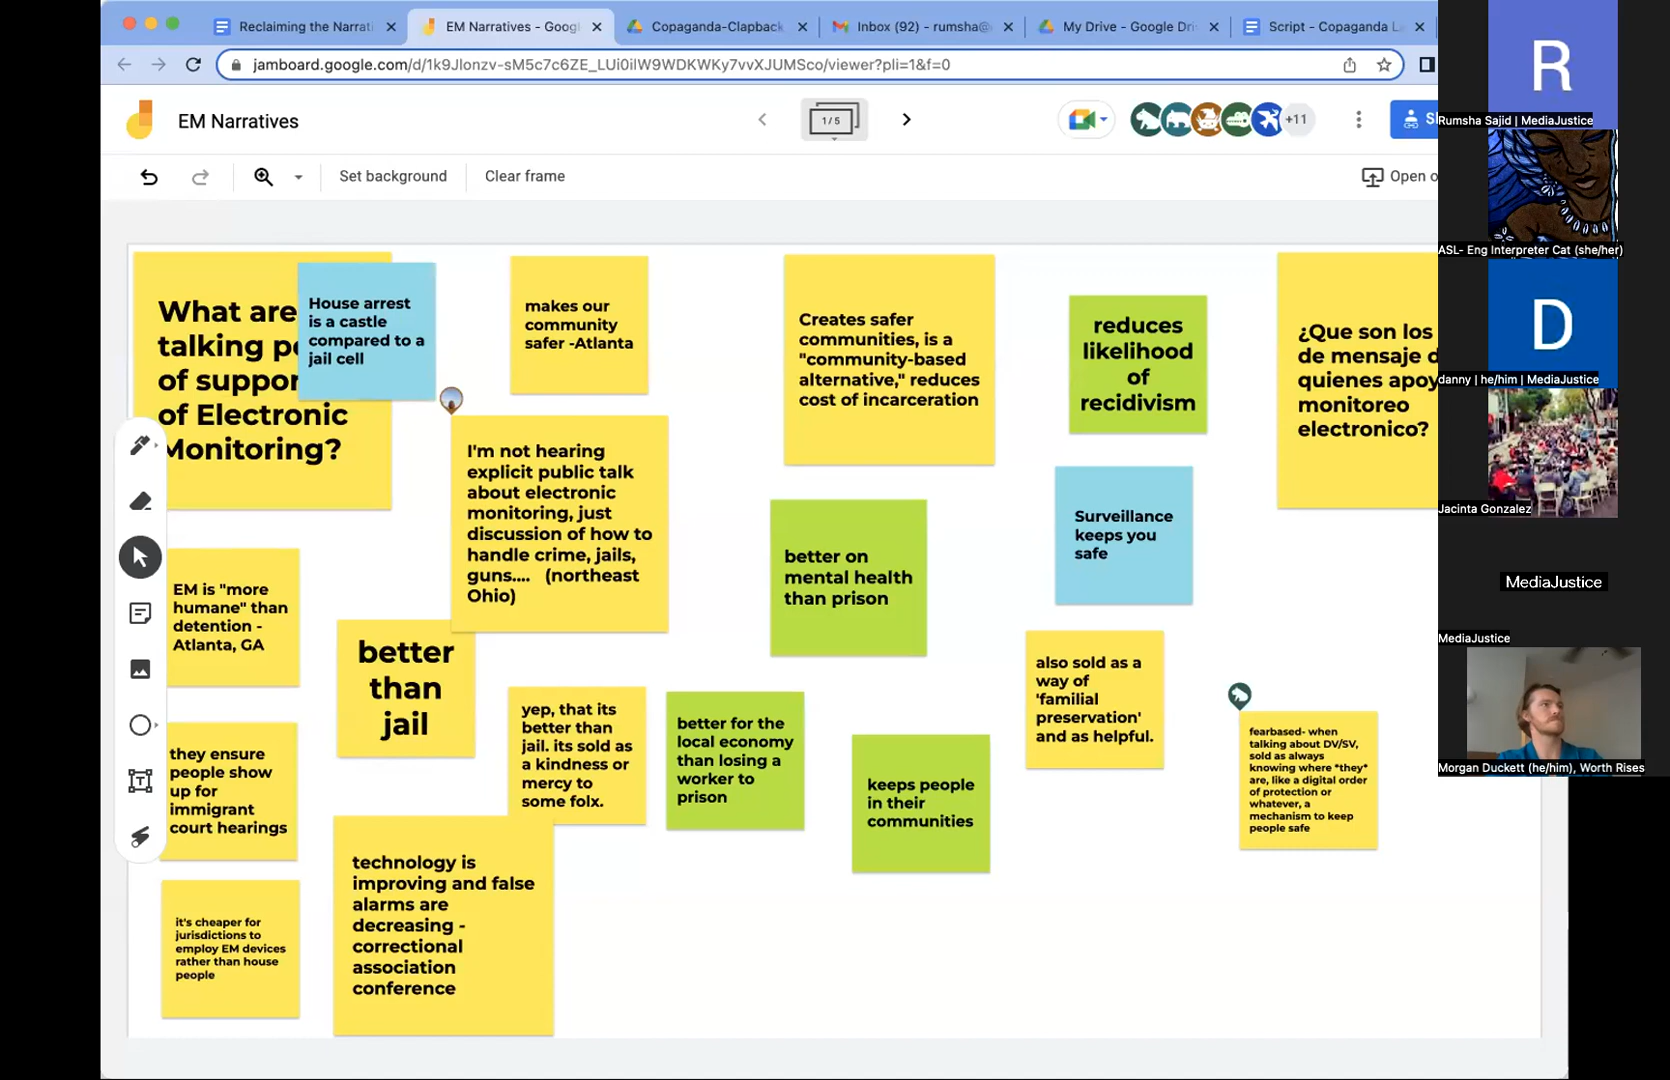 Reclaiming the Narrati
EM Narratives - Googl
Copaganda-Clapback
Inbox (92) - rumsha@
My Drive - Google Dri
Script - Copaganda La
jamboard.google.com/d/1k9Jlonzv-sM5c7c6ZE_LUi0ilW9WDKWKy7vvXJUMSco/viewer?pli=1&f=0
EM Narratives
1/5
+11
S
Set background
Clear frame
Open o
What are
talking po
of suppor
of Electronic
Monitoring?
House arrest
is a castle
compared to a
jail cell
makes our
community
safer -Atlanta
Creates safer
communities, is a
"community-based
alternative," reduces
cost of incarceration
reduces
likelihood
of
recidivism
¿Que son los
de mensaje d
quienes apoy
monitoreo
electronico?
I'm not hearing
explicit public talk
about electronic
monitoring, just
discussion of how to
handle crime, jails,
guns.... (northeast
Ohio)
better on
mental health
than prison
Surveillance
keeps you
safe
EM is "more
humane" than
detention -
Atlanta, GA
better
than
jail
yep, that its
better than
jail. its sold as
a kindness or
mercy to
some folx.
better for the
local economy
than losing a
worker to
prison
keeps people
in their
communities
also sold as a
way of
'familial
preservation'
and as helpful.
fearbased- when
talking about DV/SV,
sold as always
knowing where *they*
are, like a digital order
of protection or
whatever, a
mechanism to keep
people safe
they ensure
people show
up for
immigrant
court hearings
technology is
improving and false
alarms are
decreasing -
correctional
association
conference
it's cheaper for
jurisdictions to
employ EM devices
rather than house
people
R
Rumsha Sajid | MediaJustice
ASL- Eng Interpreter Cat (she/her)
D
danny | he/him | MediaJustice
Jacinta Gonzalez
MediaJustice
MediaJustice
Morgan Duckett (he/him), Worth Rises